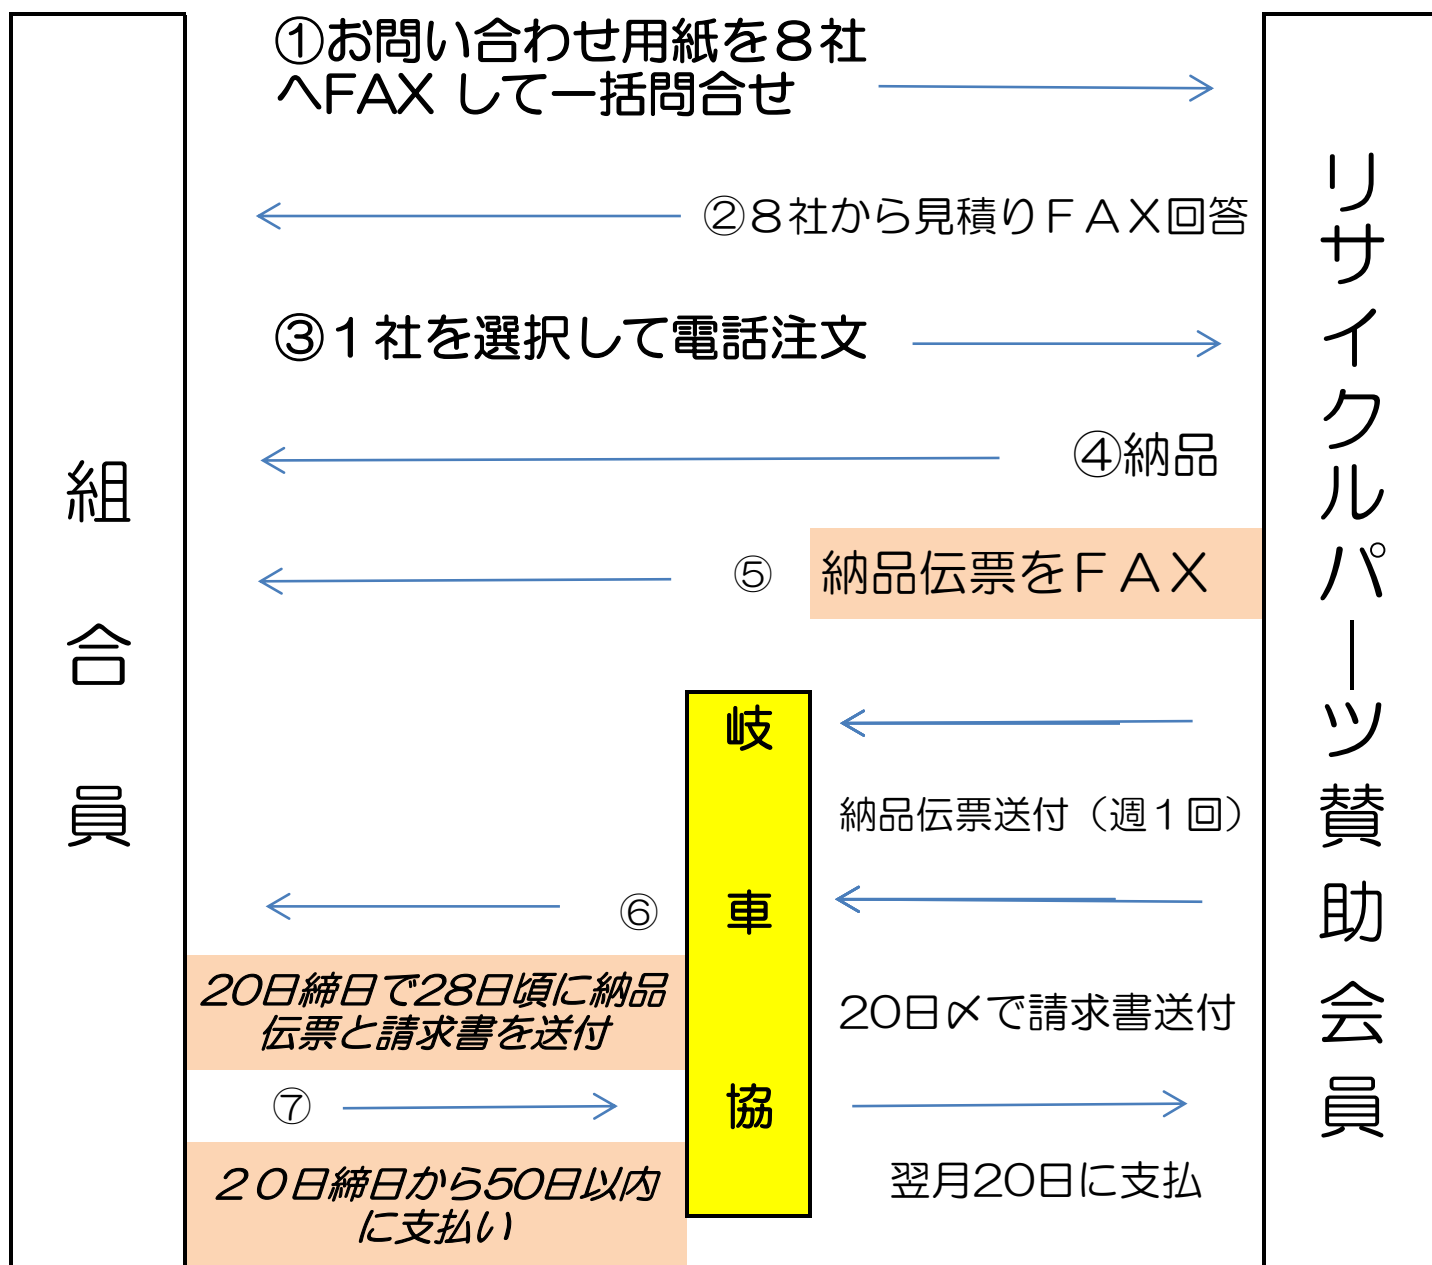 ①お問い合わせ用紙を８社
へFAX して一括問合せ
②８社から見積りＦＡＸ回答
③１社を選択して電話注文
④納品
⑤
納品伝票をＦＡＸ
組合員
岐車協
リサイクルパーツ賛助会員
納品伝票送付（週１回）
⑥
20日締日で28日頃に納品
伝票と請求書を送付
20日〆で請求書送付
⑦
２０日締日から50日以内
に支払い
翌月20日に支払